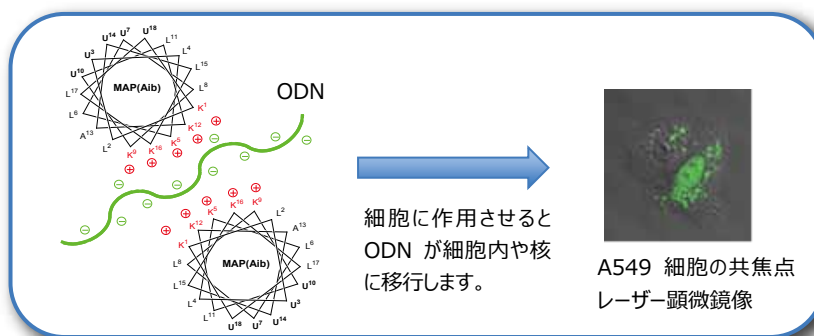 U¹⁴ U⁷ U¹⁸ L¹¹
U³ L⁴
U¹⁰ L¹⁵
L¹⁷ MAP(Aib) L⁸
L⁶ K¹
A¹³ K¹²
L² K⁹ K¹⁶ K⁵
⊕ ⊕ ⊕ ⊕ ⊕
ODN
⊖ ⊖ ⊖ ⊖ ⊖ ⊖ ⊖ ⊖ ⊖
⊕ ⊕ ⊕ ⊕ ⊕
K¹ K¹² K⁵ K¹⁶ K⁹ L²
A¹³
L⁸ MAP(Aib) L⁶
L¹⁷
L¹⁵ U¹⁰
L⁴ U³
L¹¹ U¹⁸ U⁷ U¹⁴
細胞に作用させると
ODN が細胞内や核
に移行します。
A549 細胞の共焦点
レーザー顕微鏡像